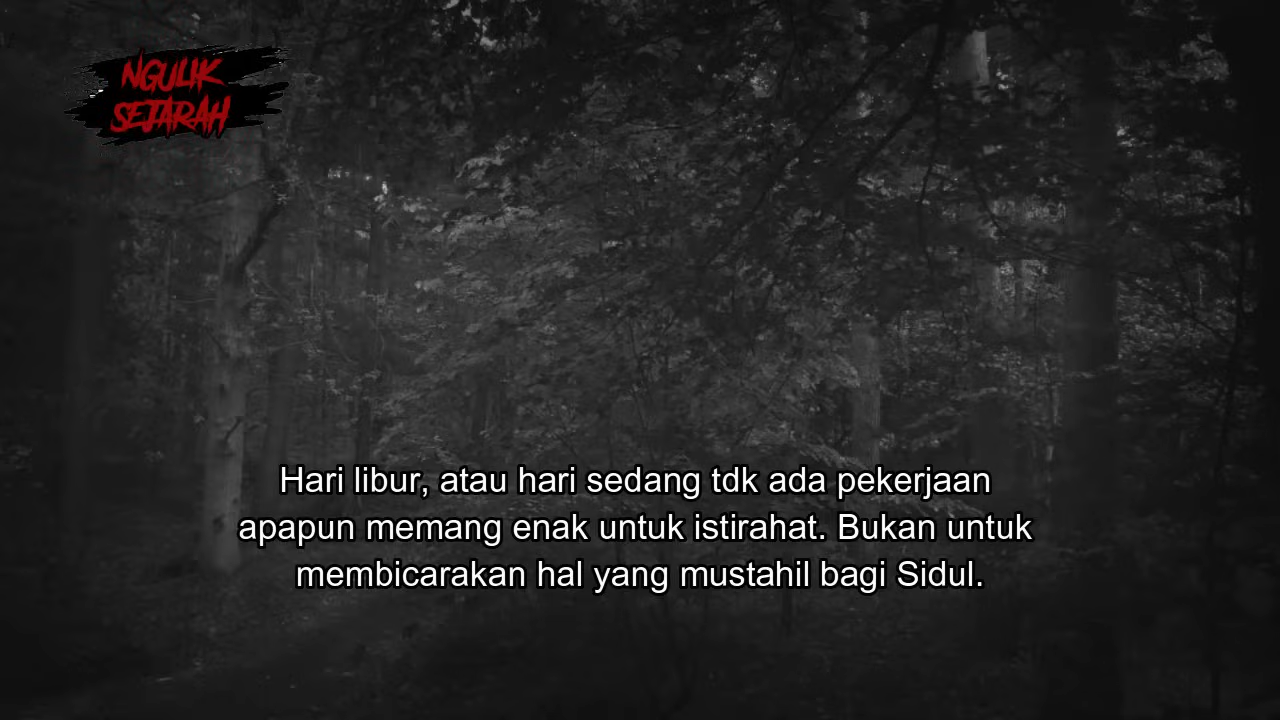 NGULIK
SEJARAH
Hari libur, atau hari sedang tdk ada pekerjaan
apapun memang enak untuk istirahat. Bukan untuk
membicarakan hal yang mustahil bagi Sidul.